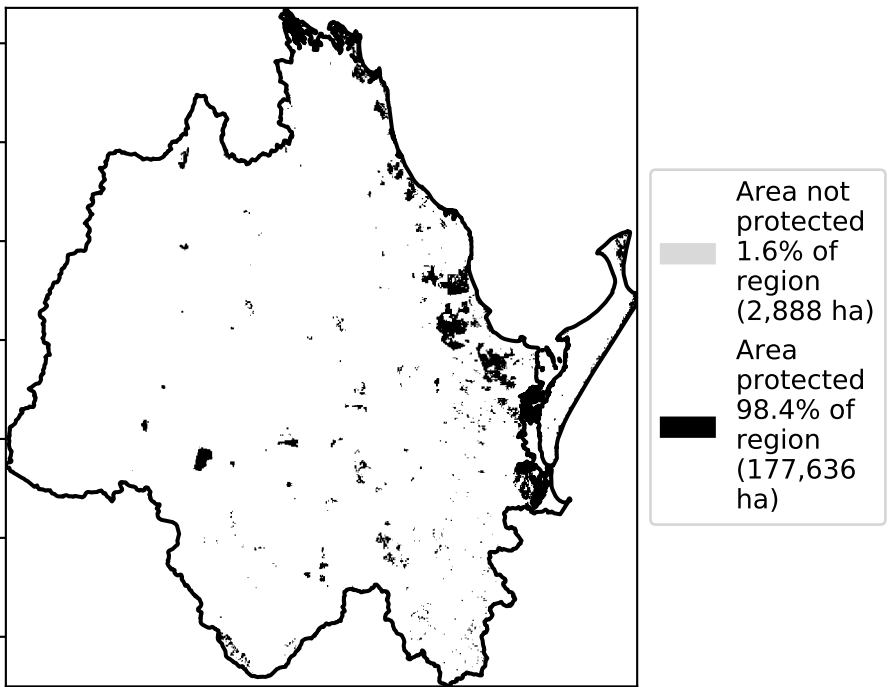 Area not
protected
1.6% of
region
(2,888 ha)
Area
protected
98.4% of
region
(177,636
ha)